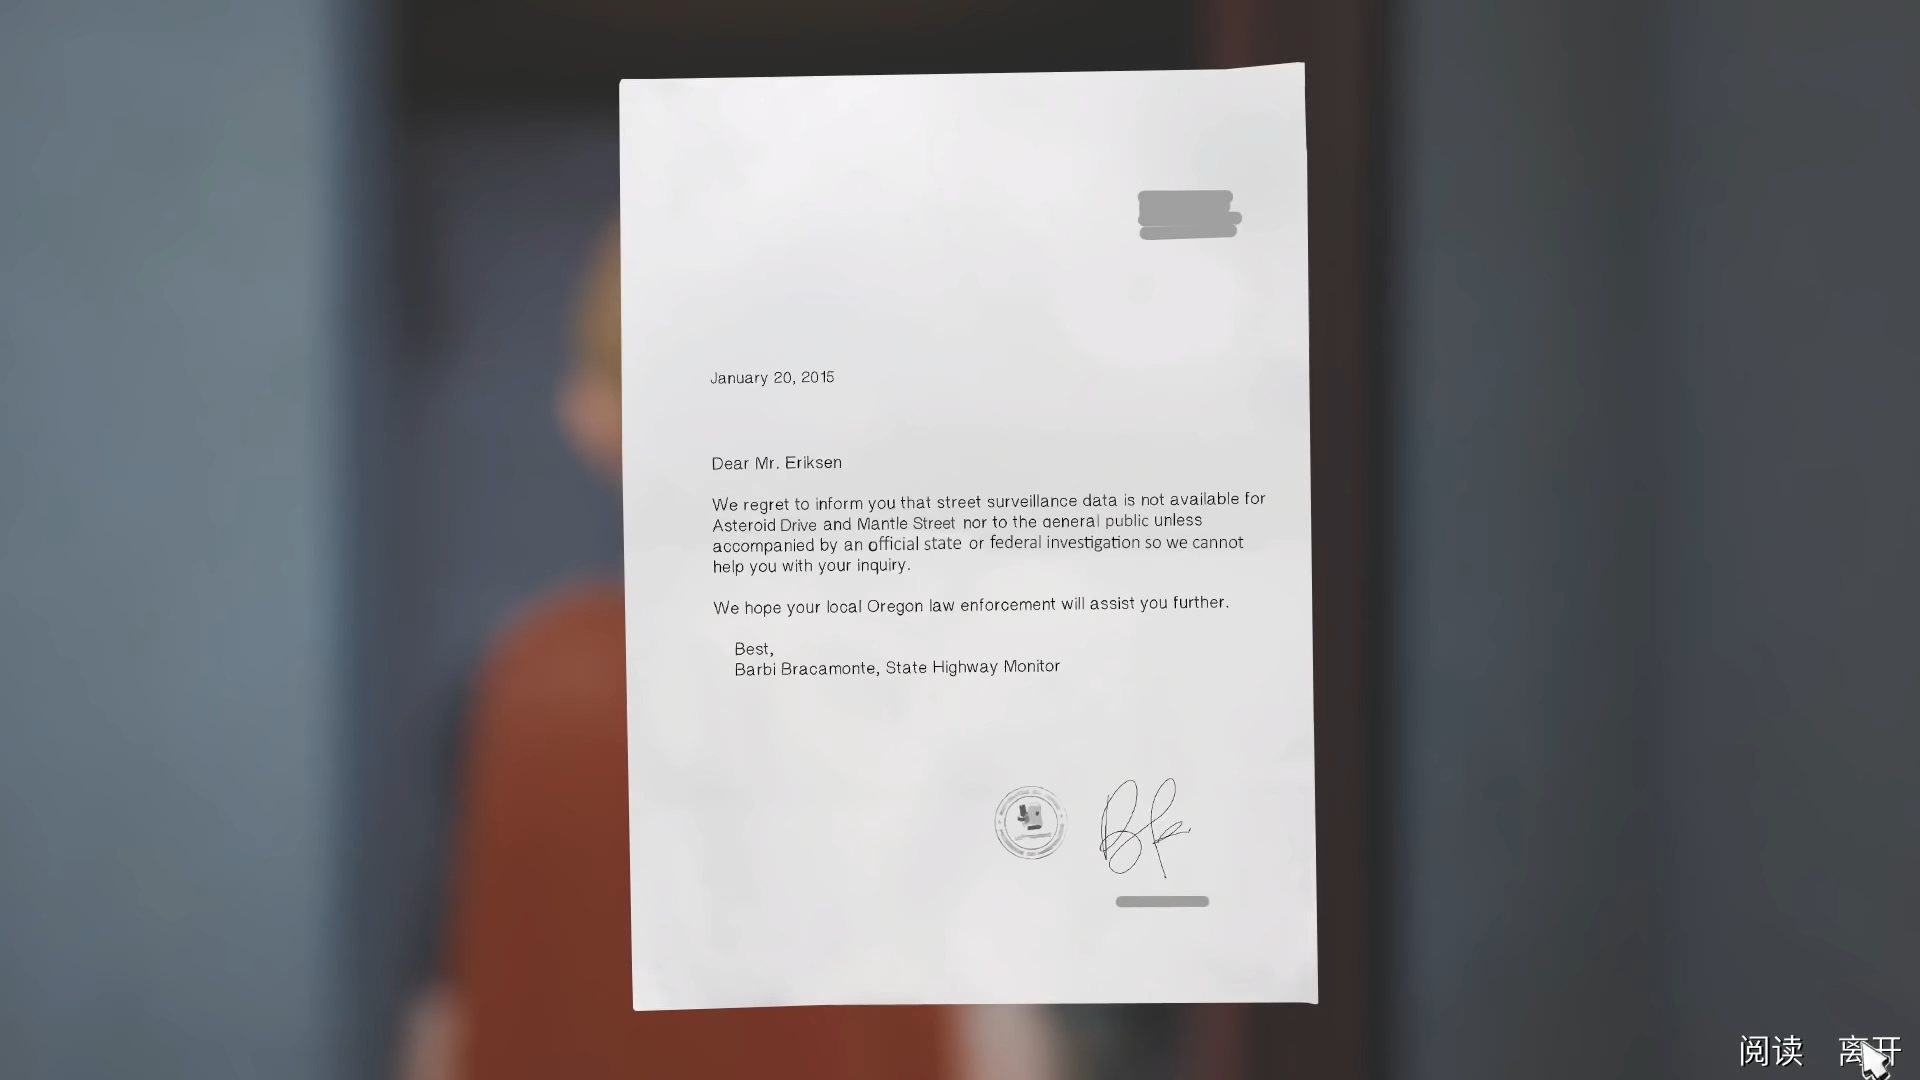 January 20, 2015
Dear Mr. Eriksen
We regret to inform you that street surveillance data is not available for
Asteroid Drive and Mantle Street nor to the general public unless
accompanied by an official state or federal investigation so we cannot
help you with your inquiry.
We hope your local Oregon law enforcement will assist you further.
Best,
Barbi Bracamonte, State Highway Monitor
阅读 离开